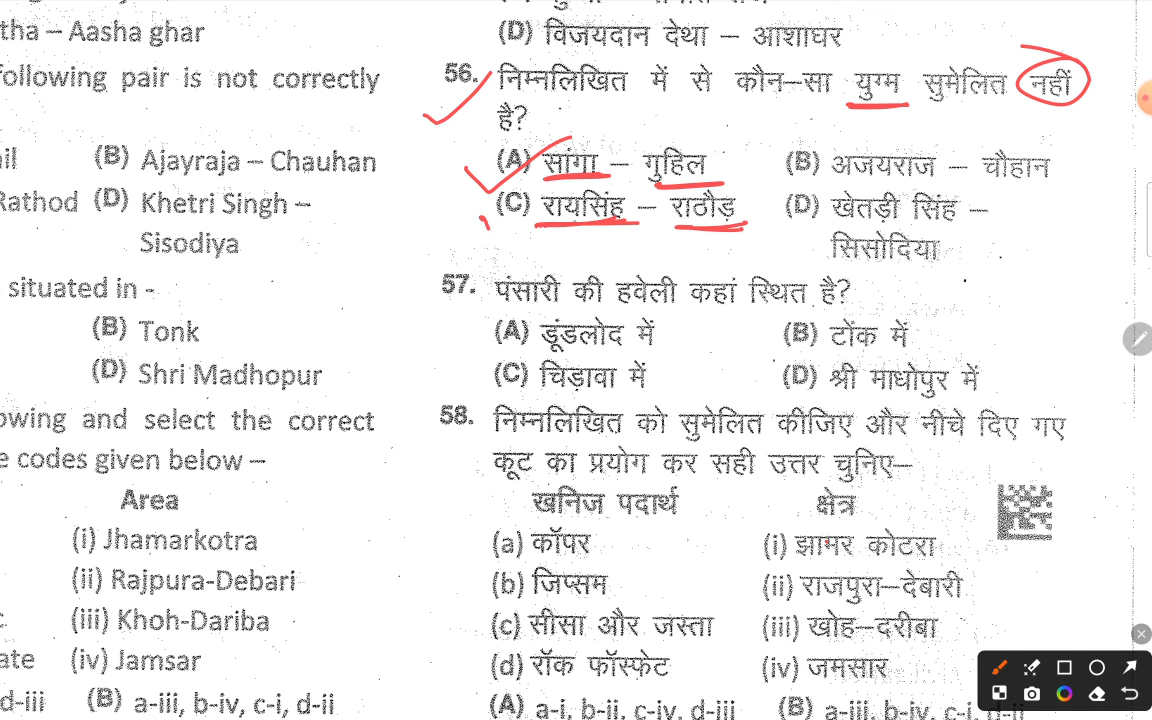 tha – Aasha ghar
following pair is not correctly
(B) Ajayraja – Chauhan
Rathod (D) Khetri Singh –
Sisodiya
situated in -
(B) Tonk
(D) Shri Madhopur
owing and select the correct
e codes given below –
Area
(i) Jhamarkotra
(ii) Rajpura-Debari
(iii) Khoh-Dariba
ate (iv) Jamsar
d-iii (B) a-iii, b-iv, c-i, d-ii
(D) विजयदान देथा – आशाघर
56. निम्नलिखित में से कौन–सा युग्म सुमेलित नहीं
है?
(A) सांगा – गुहिल (B) अजयराज – चौहान
(C) रायसिंह – राठौड़ (D) खेतड़ी सिंह –
सिसोदिया
57. पंसारी की हवेली कहां स्थित है?
(A) डूंडलोद में (B) टोंक में
(C) चिड़ावा में (D) श्री माधोपुर में
58. निम्नलिखित को सुमेलित कीजिए और नीचे दिए गए
कूट का प्रयोग कर सही उत्तर चुनिए–
खनिज पदार्थ क्षेत्र
(a) कॉपर (i) झामर कोटरा
(b) जिप्सम (ii) राजपुरा–देबारी
(c) सीसा और जस्ता (iii) खोह–दरीबा
(d) रॉक फॉस्फेट (iv) जमसार
(A) a-i, b-ii, c-iv, d-iii (B) a-iii, b-iv, c-i, d-ii